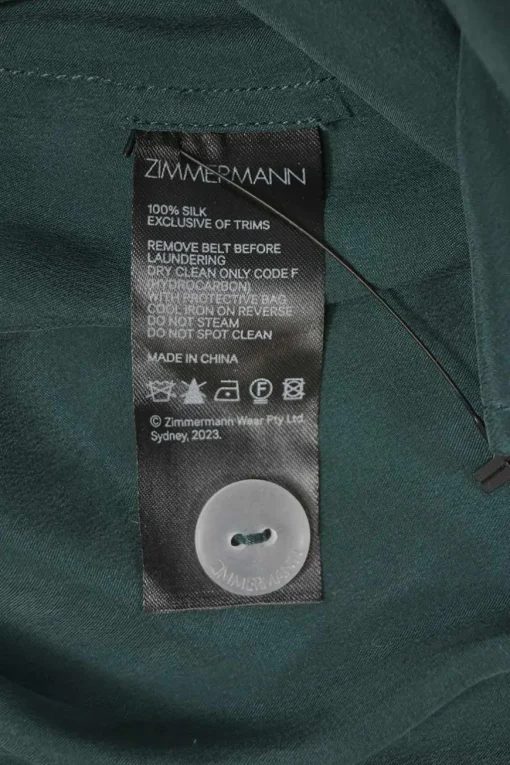 ZIMMERMANN
100% SILK
EXCLUSIVE OF TRIMS
REMOVE BELT BEFORE
LAUNDERING
DRY CLEAN ONLY CODE F
(HYDROCARBON)
WITH PROTECTIVE BAG
COOL IRON ON REVERSE
DO NOT STEAM
DO NOT SPOT CLEAN
MADE IN CHINA
F
© Zimmermann Wear Pty Ltd.
Sydney, 2023.
ZIMMERMANN